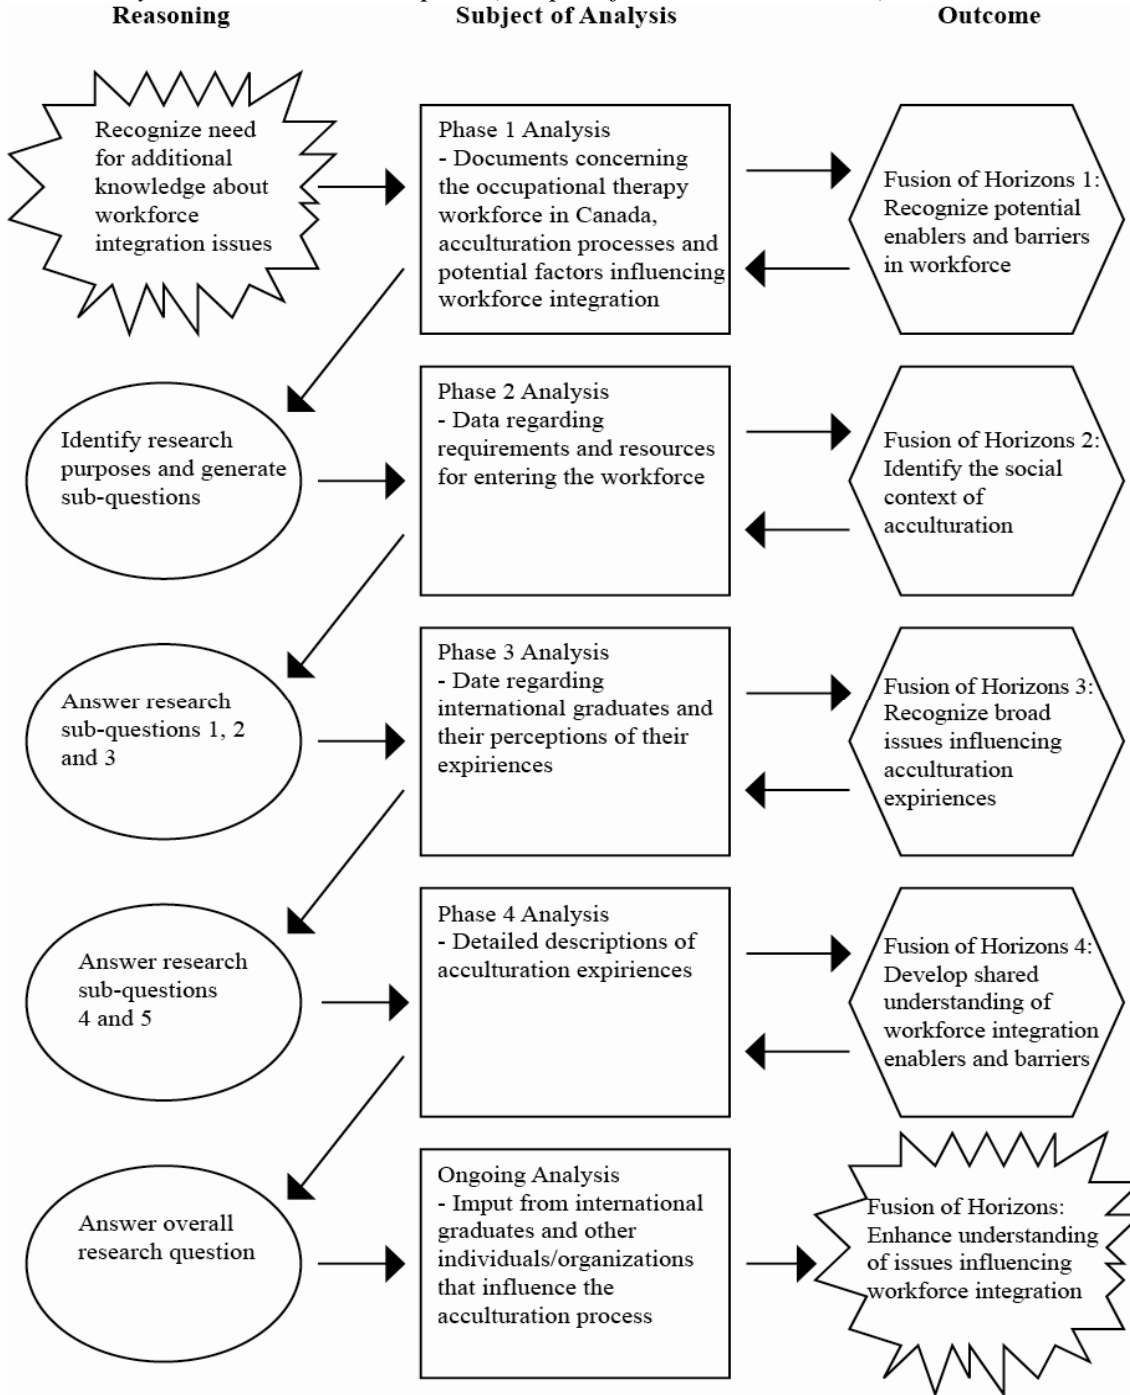 Reasoning
Subject of Analysis
Outcome
Recognize need
for additional
knowledge about
workforce
integration issues
Phase 1 Analysis
- Documents concerning
the occupational therapy
workforce in Canada,
acculturation processes and
potential factors influencing
workforce integration
Fusion of Horizons 1:
Recognize potential
enablers and barriers
in workforce
Identify research
purposes and generate
sub-questions
Phase 2 Analysis
- Data regarding
requirements and resources
for entering the workforce
Fusion of Horizons 2:
Identify the social
context of
acculturation
Answer research
sub-questions 1, 2
and 3
Phase 3 Analysis
- Date regarding
international graduates and
their perceptions of their
expiriences
Fusion of Horizons 3:
Recognize broad
issues influencing
acculturation
expiriences
Answer research
sub-questions
4 and 5
Phase 4 Analysis
- Detailed descriptions of
acculturation expiriences
Fusion of Horizons 4:
Develop shared
understanding of
workforce integration
enablers and barriers
Answer overall
research question
Ongoing Analysis
- Imput from international
graduates and other
individuals/organizations
that influence the
acculturation process
Fusion of Horizons:
Enhance understanding
of issues influencing
workforce integration